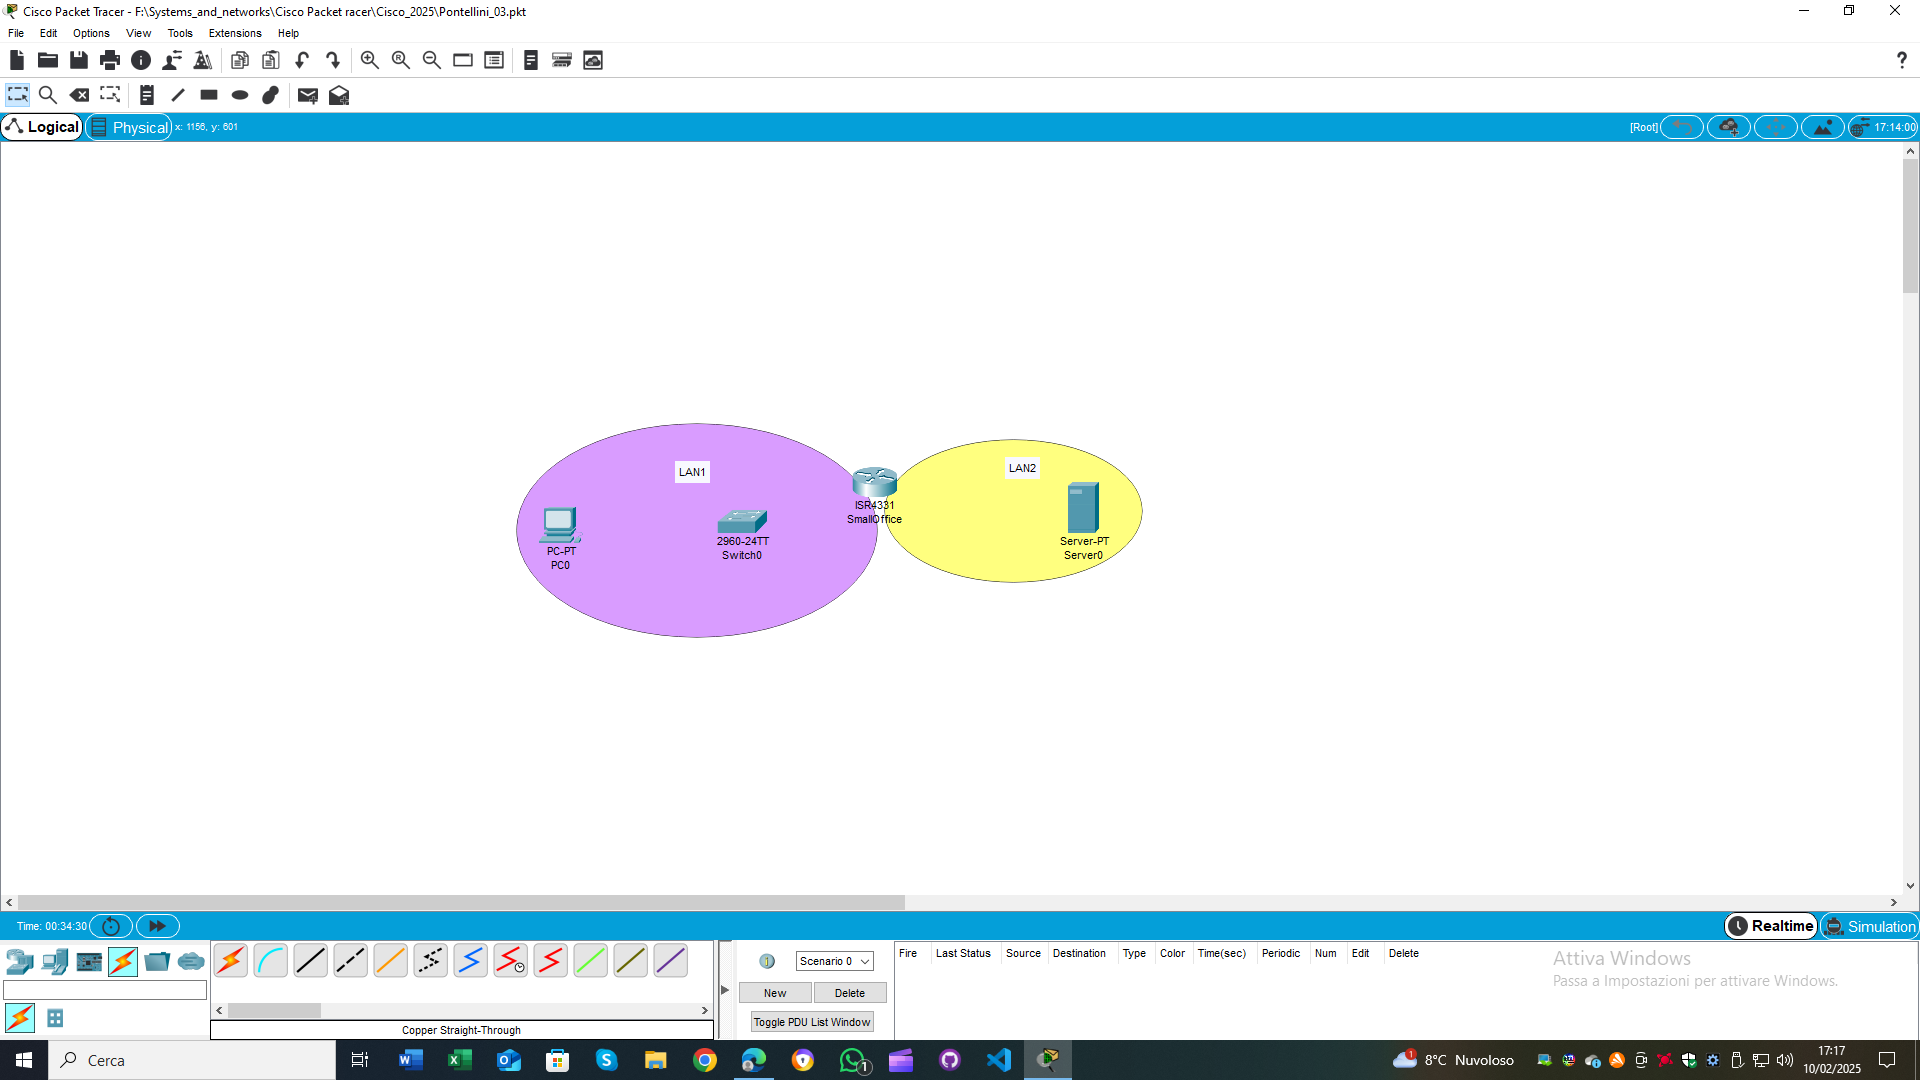 Cisco Packet Tracer - F:\Systems_and_networks\Cisco Packet racer\Cisco_2025\Pontellini_03.pkt
File Edit Options View Tools Extensions Help
Logical Physical x: 1156, y: 601 [Root] 17:14:00
LAN1
LAN2
ISR4331
SmallOffice
PC-PT
PC0
2960-24TT
Switch0
Server-PT
Server0
Time: 00:34:30
Realtime Simulation
Scenario 0
New Delete
Toggle PDU List Window
Fire Last Status Source Destination Type Color Time(sec) Periodic Num Edit Delete
Copper Straight-Through
Attiva Windows
Passa a Impostazioni per attivare Windows.
Cerca
1
1
8°C Nuvoloso
17:17
10/02/2025